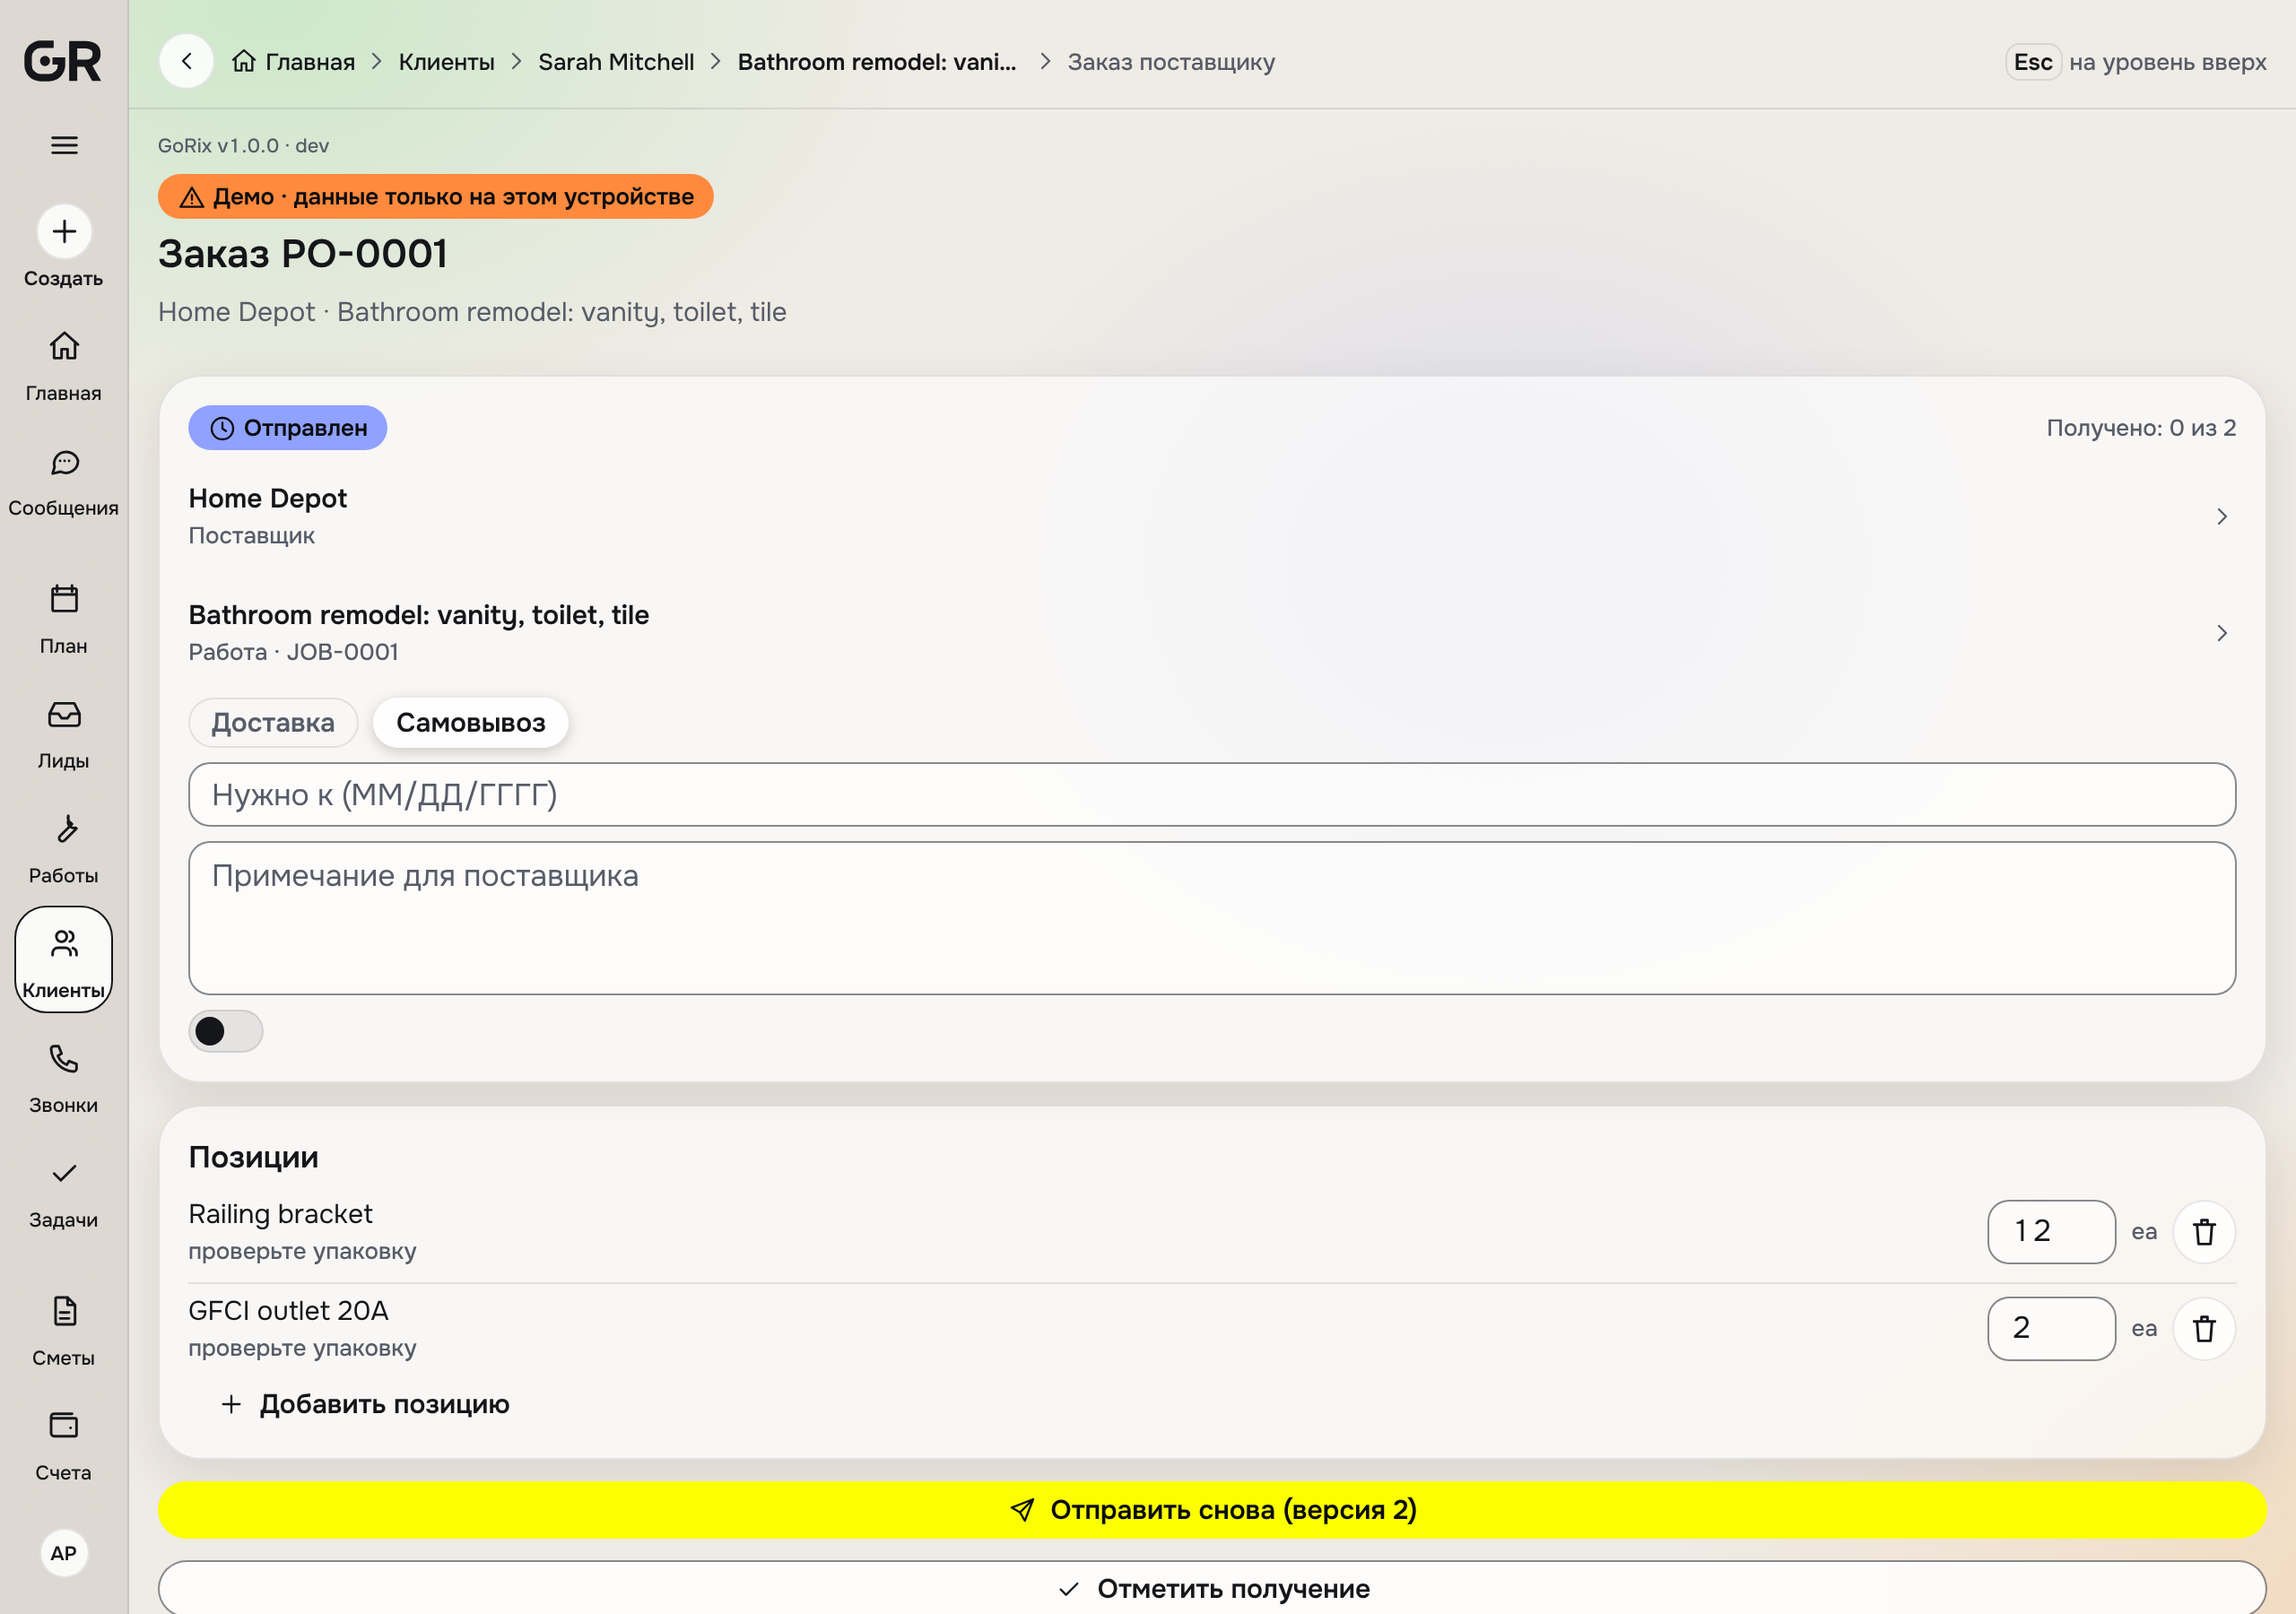 GR
Главная
Клиенты
Sarah Mitchell
Bathroom remodel: vani...
Заказ поставщику
Esc на уровень вверх
GoRix v1.0.0 · dev
Демо · данные только на этом устройстве
Заказ PO-0001
Home Depot · Bathroom remodel: vanity, toilet, tile
Создать
Главная
Сообщения
План
Лиды
Работы
Клиенты
Звонки
Задачи
Сметы
Счета
AP
Отправлен
Получено: 0 из 2
Home Depot
Поставщик
Bathroom remodel: vanity, toilet, tile
Работа · JOB-0001
Доставка
Самовывоз
Нужно к (ММ/ДД/ГГГГ)
Примечание для поставщика
Позиции
Railing bracket
проверьте упаковку
12 ea
GFCI outlet 20A
проверьте упаковку
2 ea
Добавить позицию
Отправить снова (версия 2)
Отметить получение